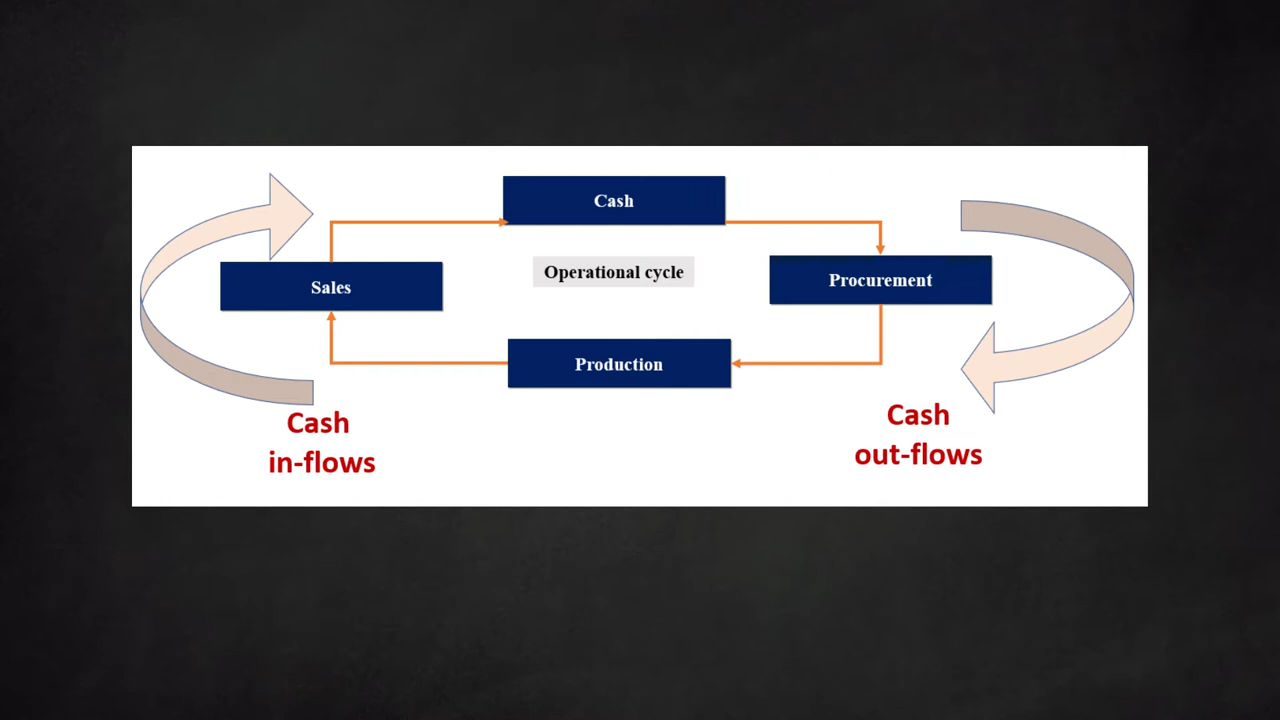 Cash
Operational cycle
Procurement
Sales
Production
Cash
in-flows
Cash
out-flows